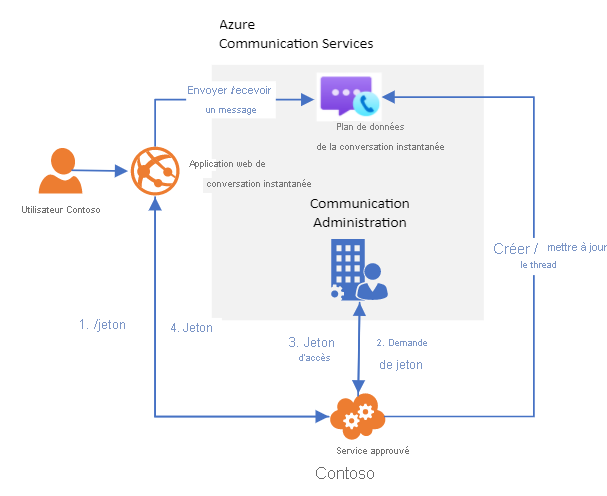 Azure
Communication Services
Envoyer /recevoir
un message
Plan de données
de la conversation instantanée
Application web de
conversation instantanée
Utilisateur Contoso
Communication
Administration
Créer / mettre à jour
le thread
1. /jeton
4. Jeton
3. Jeton
d'accès
2. Demande
de jeton
Service approuvé
Contoso